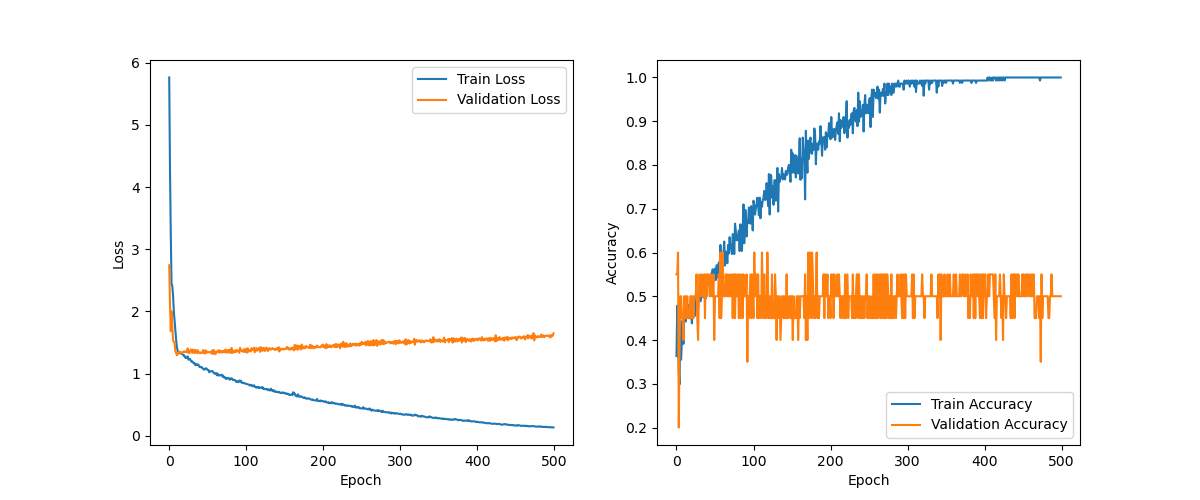 6
5
4
3
2
1
0
Loss
0 100 200 300 400 500
Epoch
Train Loss
Validation Loss
1.0
0.9
0.8
0.7
0.6
0.5
0.4
0.3
0.2
Accuracy
0 100 200 300 400 500
Epoch
Train Accuracy
Validation Accuracy